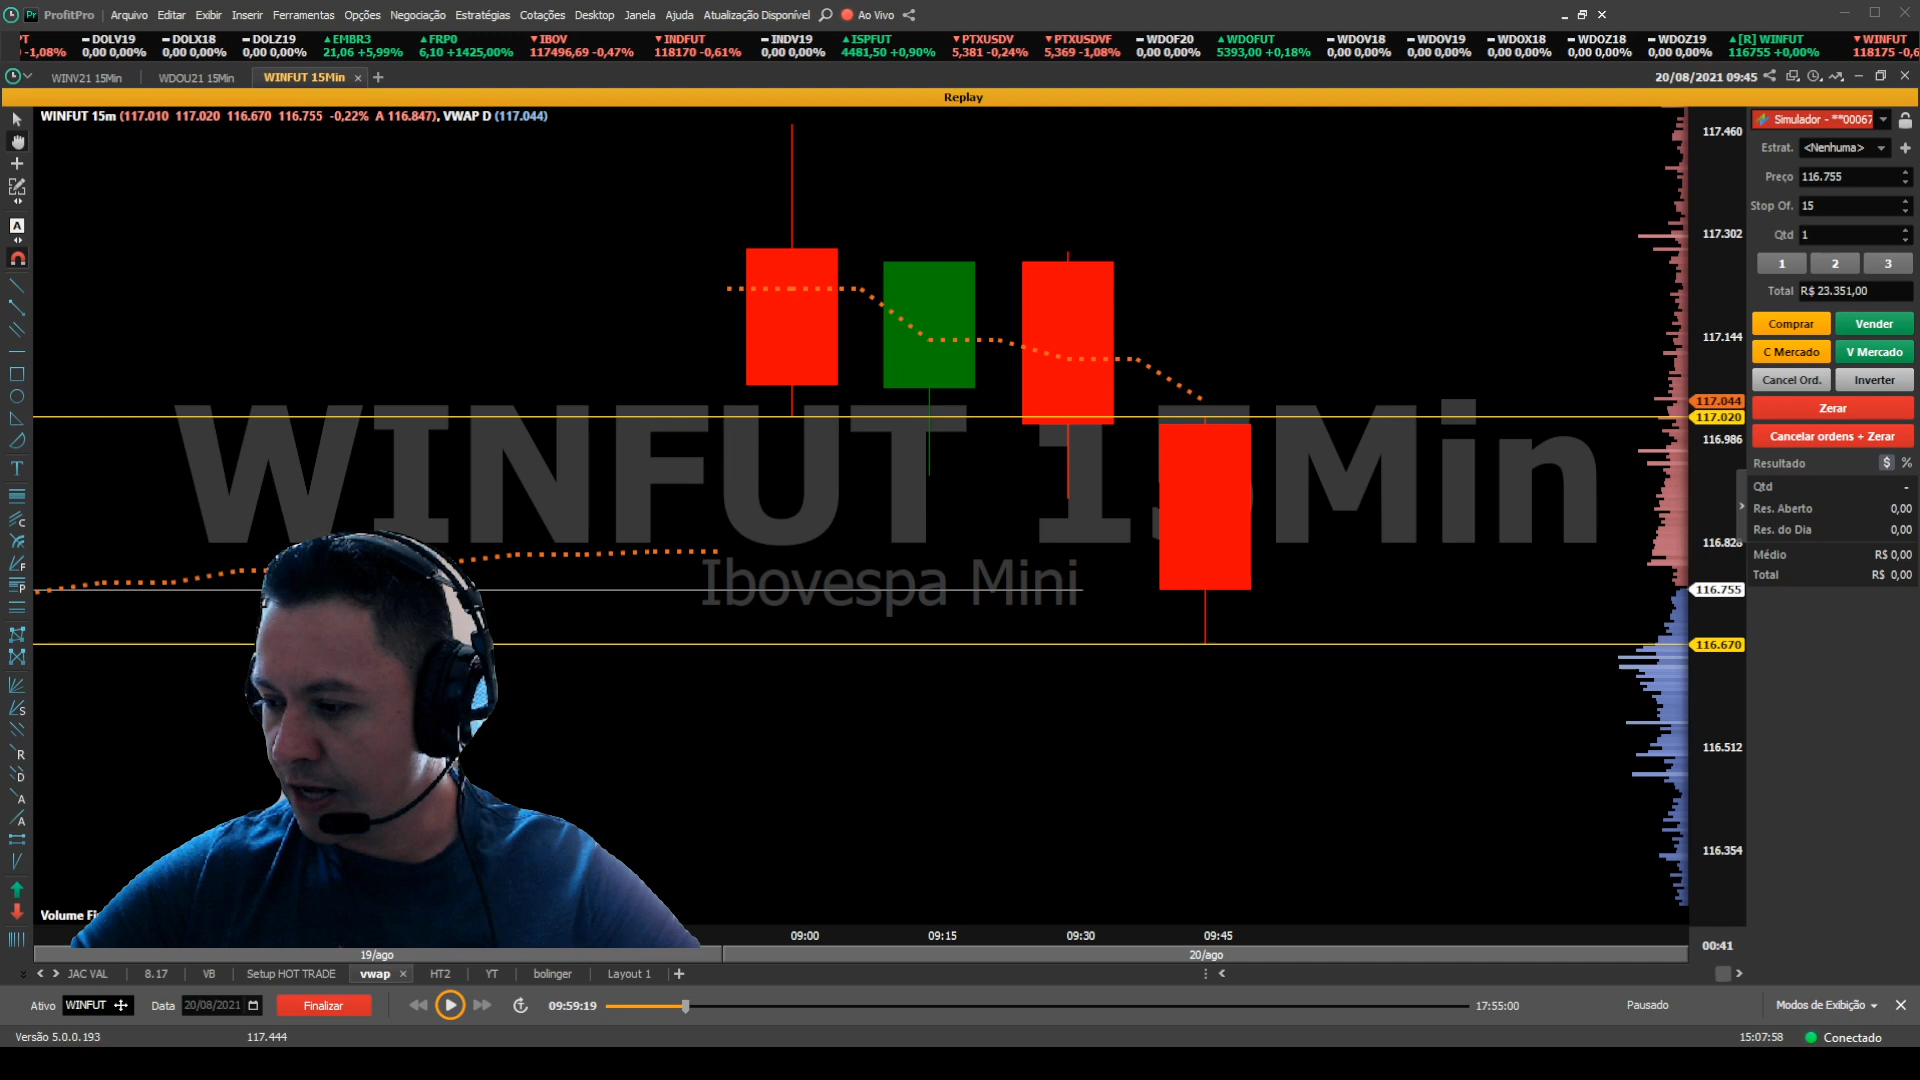 ProfitPro Arquivo Editar Exibir Inserir Ferramentas Opções Negociação Estratégias Cotações Desktop Janela Ajuda Atualização Disponível Ao Vivo
DOLV19 DOLX18 DOLZ19 EMBR3 FRP0 IBOV INDFUT INDV19 ISPFUT PTXUSDV PTXUSDVF WDOF20 WDOFUT WDOV18 WDOV19 WDOX18 WDOZ18 WDOZ19 [R] WINFUT WINFUT
-1,08% 0,00 0,00% 0,00 0,00% 0,00 0,00% 21,06 +5,99% 6,10 +1425,00% 117496,69 -0,47% 118170 -0,61% 0,00 0,00% 4481,50 +0,90% 5,381 -0,24% 5,369 -1,08% 0,00 0,00% 5393,00 +0,18% 0,00 0,00% 0,00 0,00% 0,00 0,00% 0,00 0,00% 0,00 0,00% 116755 +0,00% 118175
WINV21 15Min WDOU21 15Min WINFUT 15Min 20/08/2021 09:45
Replay
WINFUT 15m (117.010 117.020 116.670 116.755 -0,22% A 116.847), VWAP D (117.044)
WINFUT 15Min
Ibovespa Mini
117.460
117.302
117.144
117.044
117.020
116.986
116.828
116.755
116.670
116.512
116.354
Simulador - **00067
Estrat. <Nenhuma>
Preço 116.755
Stop Of. 15
Qtd 1
1 2 3
Total R$ 23.351,00
Comprar Vender
C Mercado V Mercado
Cancel Ord. Inverter
Zerar
Cancelar ordens + Zerar
Resultado $ %
Qtd -
Res. Aberto 0,00
Res. do Dia 0,00
Médio R$ 0,00
Total R$ 0,00
Volume
09:00 09:15 09:30 09:45 00:41
19/ago 20/ago
JAC VAL 8.17 VB Setup HOT TRADE vwap HT2 YT bolinger Layout 1
Ativo WINFUT Data 20/08/2021 Finalizar 09:59:19 17:55:00 Pausado Modos de Exibição
Versão 5.0.0.193 117.444 15:07:58 Conectado